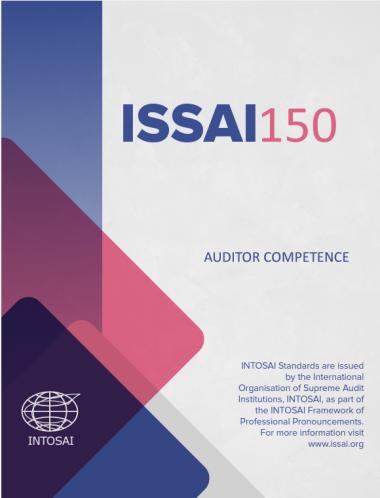 ISSAI150
AUDITOR COMPETENCE
INTOSAI Standards are issued
by the International
Organisation of Supreme Audit
Institutions, INTOSAI, as part of
the INTOSAI Framework of
Professional Pronouncements.
For more information visit
www.issai.org
INTOSAI